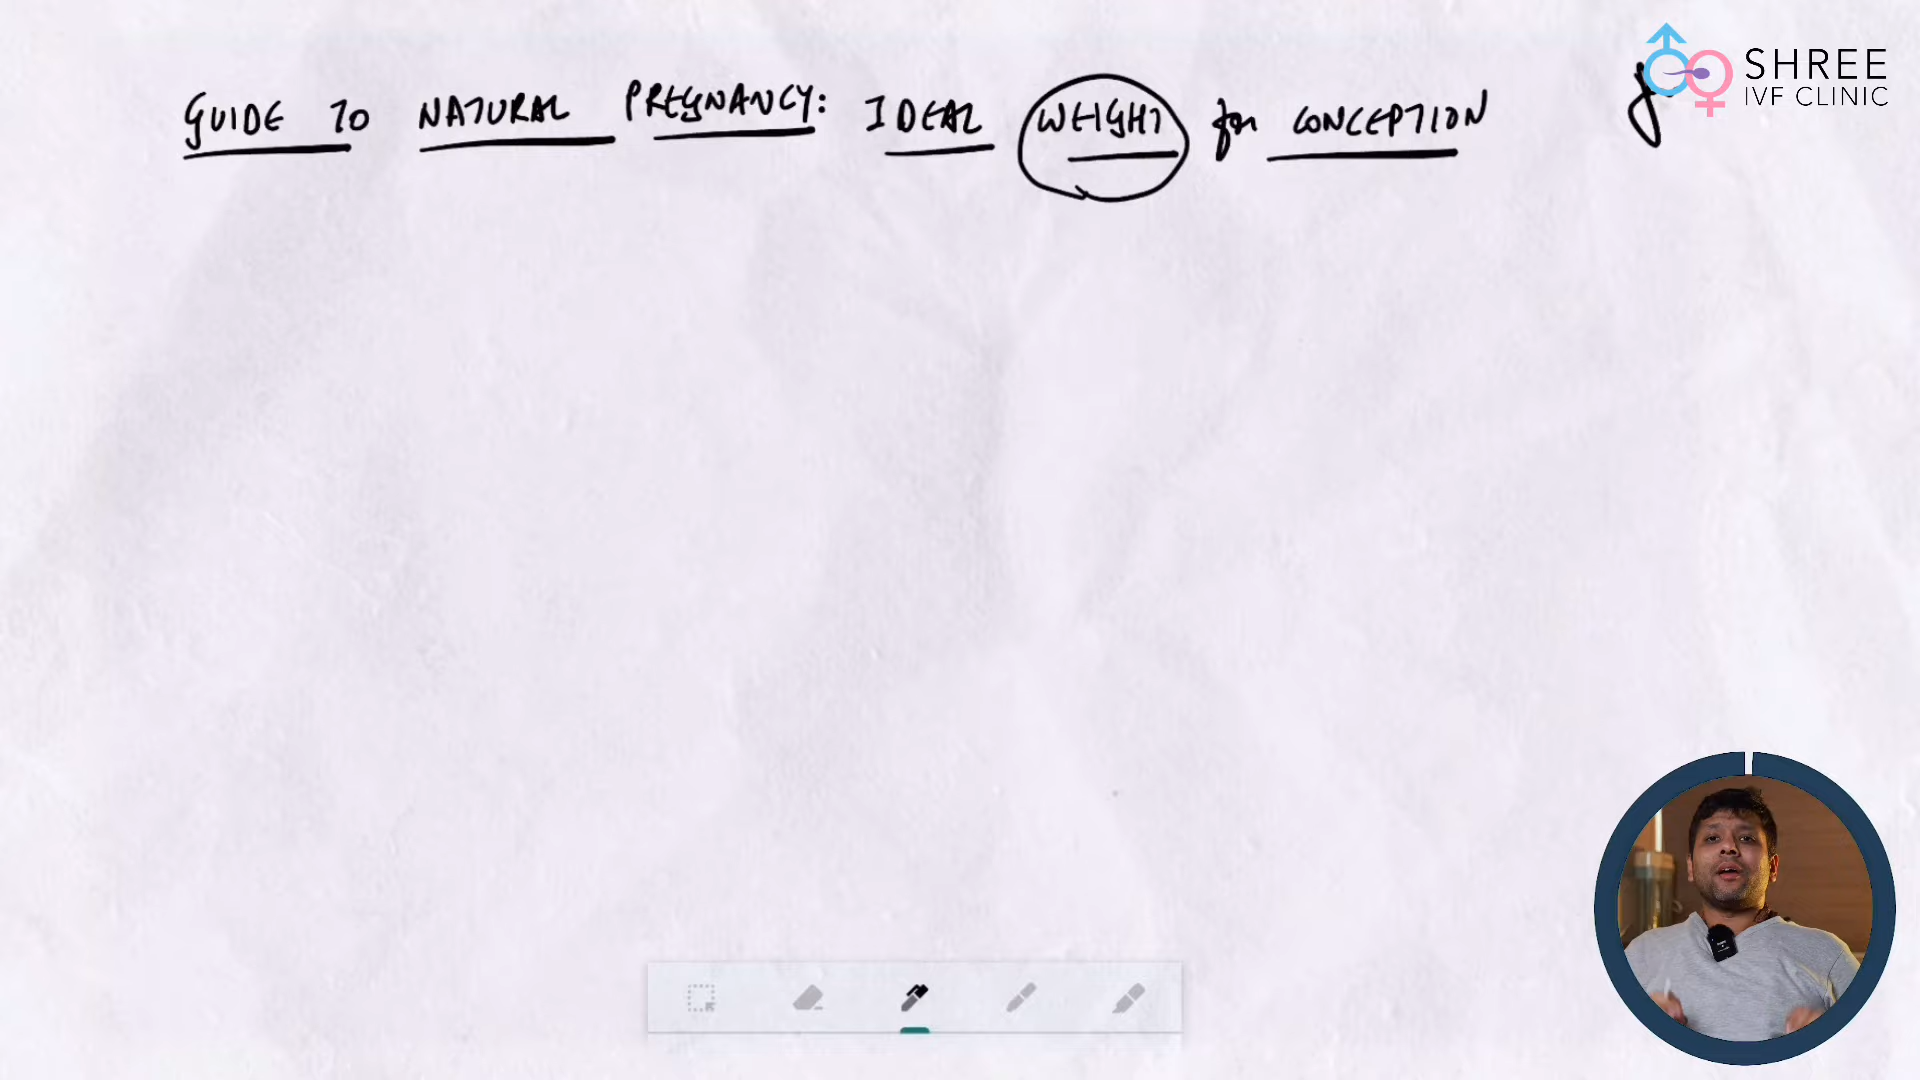 GUIDE TO NATURAL PREGNANCY: IDEAL WEIGHT for CONCEPTION
SHREE
IVF CLINIC